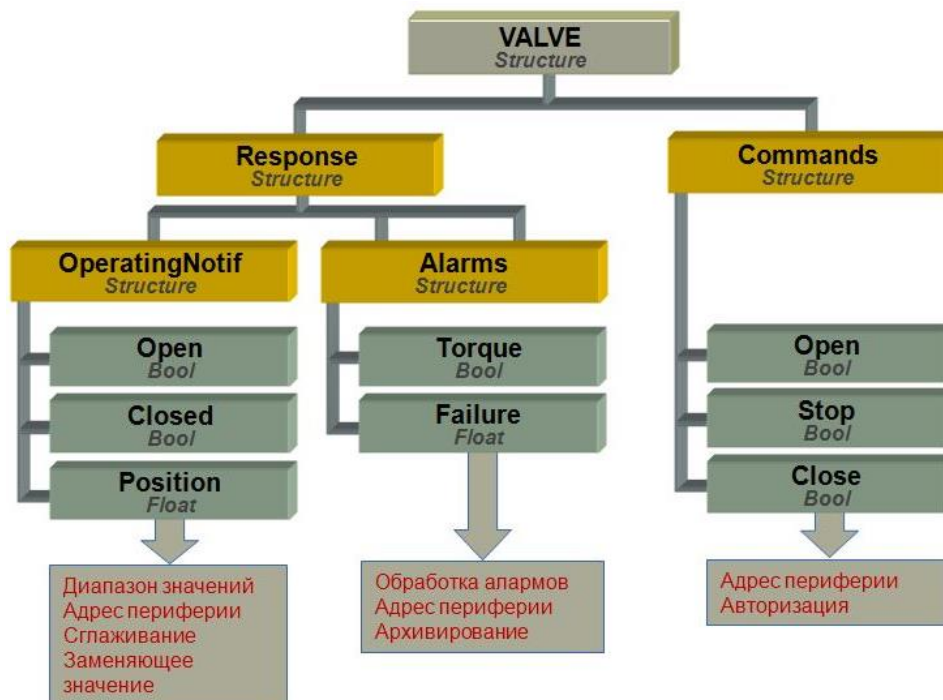 VALVE
Structure
Response
Structure
Commands
Structure
OperatingNotif
Structure
Alarms
Structure
Open
Bool
Closed
Bool
Position
Float
Torque
Bool
Failure
Float
Open
Bool
Stop
Bool
Close
Bool
Диапазон значений
Адрес периферии
Сглаживание
Заменяющее
значение
Обработка алармов
Адрес периферии
Архивирование
Адрес периферии
Авторизация